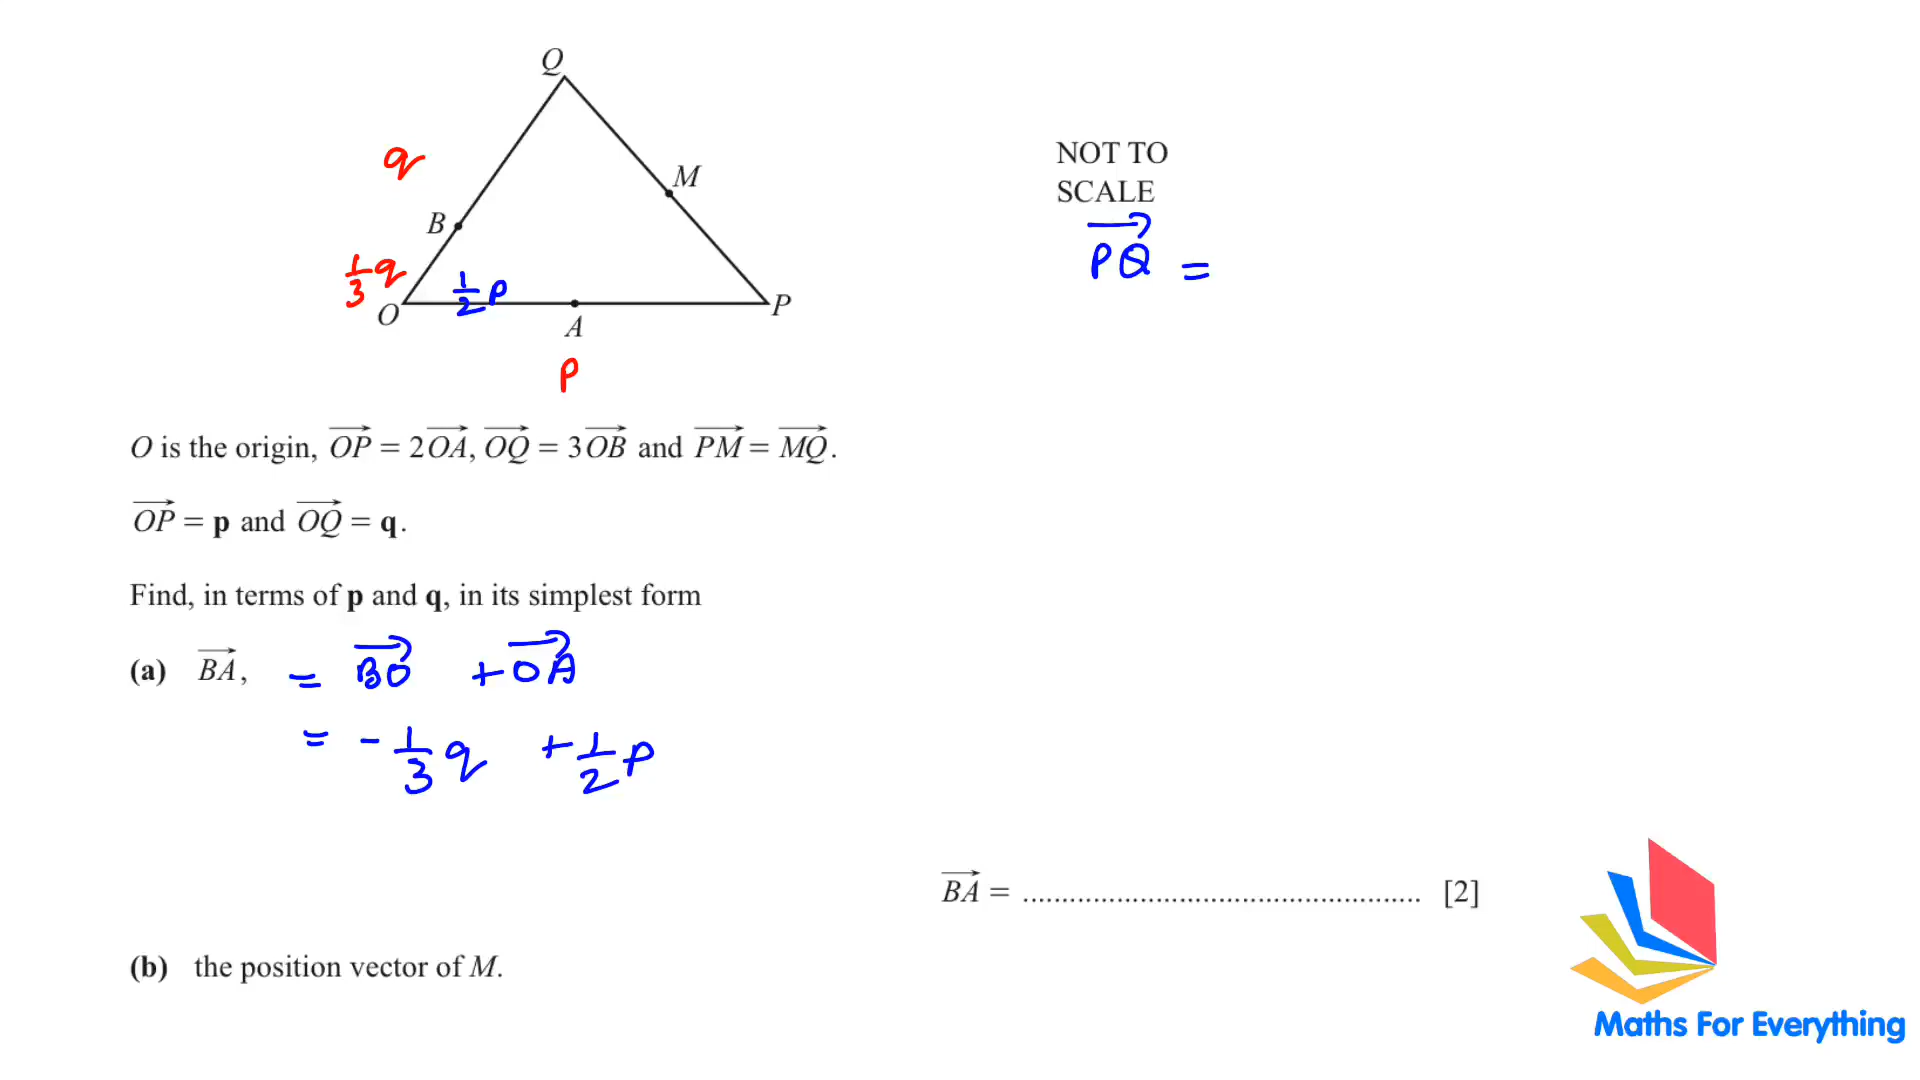 Q
q
M
B
1/3 q
1/2 p
O
A
P
p
NOT TO
SCALE
PQ =
O is the origin, OP = 2OA, OQ = 3OB and PM = MQ.
OP = p and OQ = q.
Find, in terms of p and q, in its simplest form
(a) BA, = BO + OA
= - 1/3 q + 1/2 p
BA = .................................................. [2]
(b) the position vector of M.
Maths For Everything